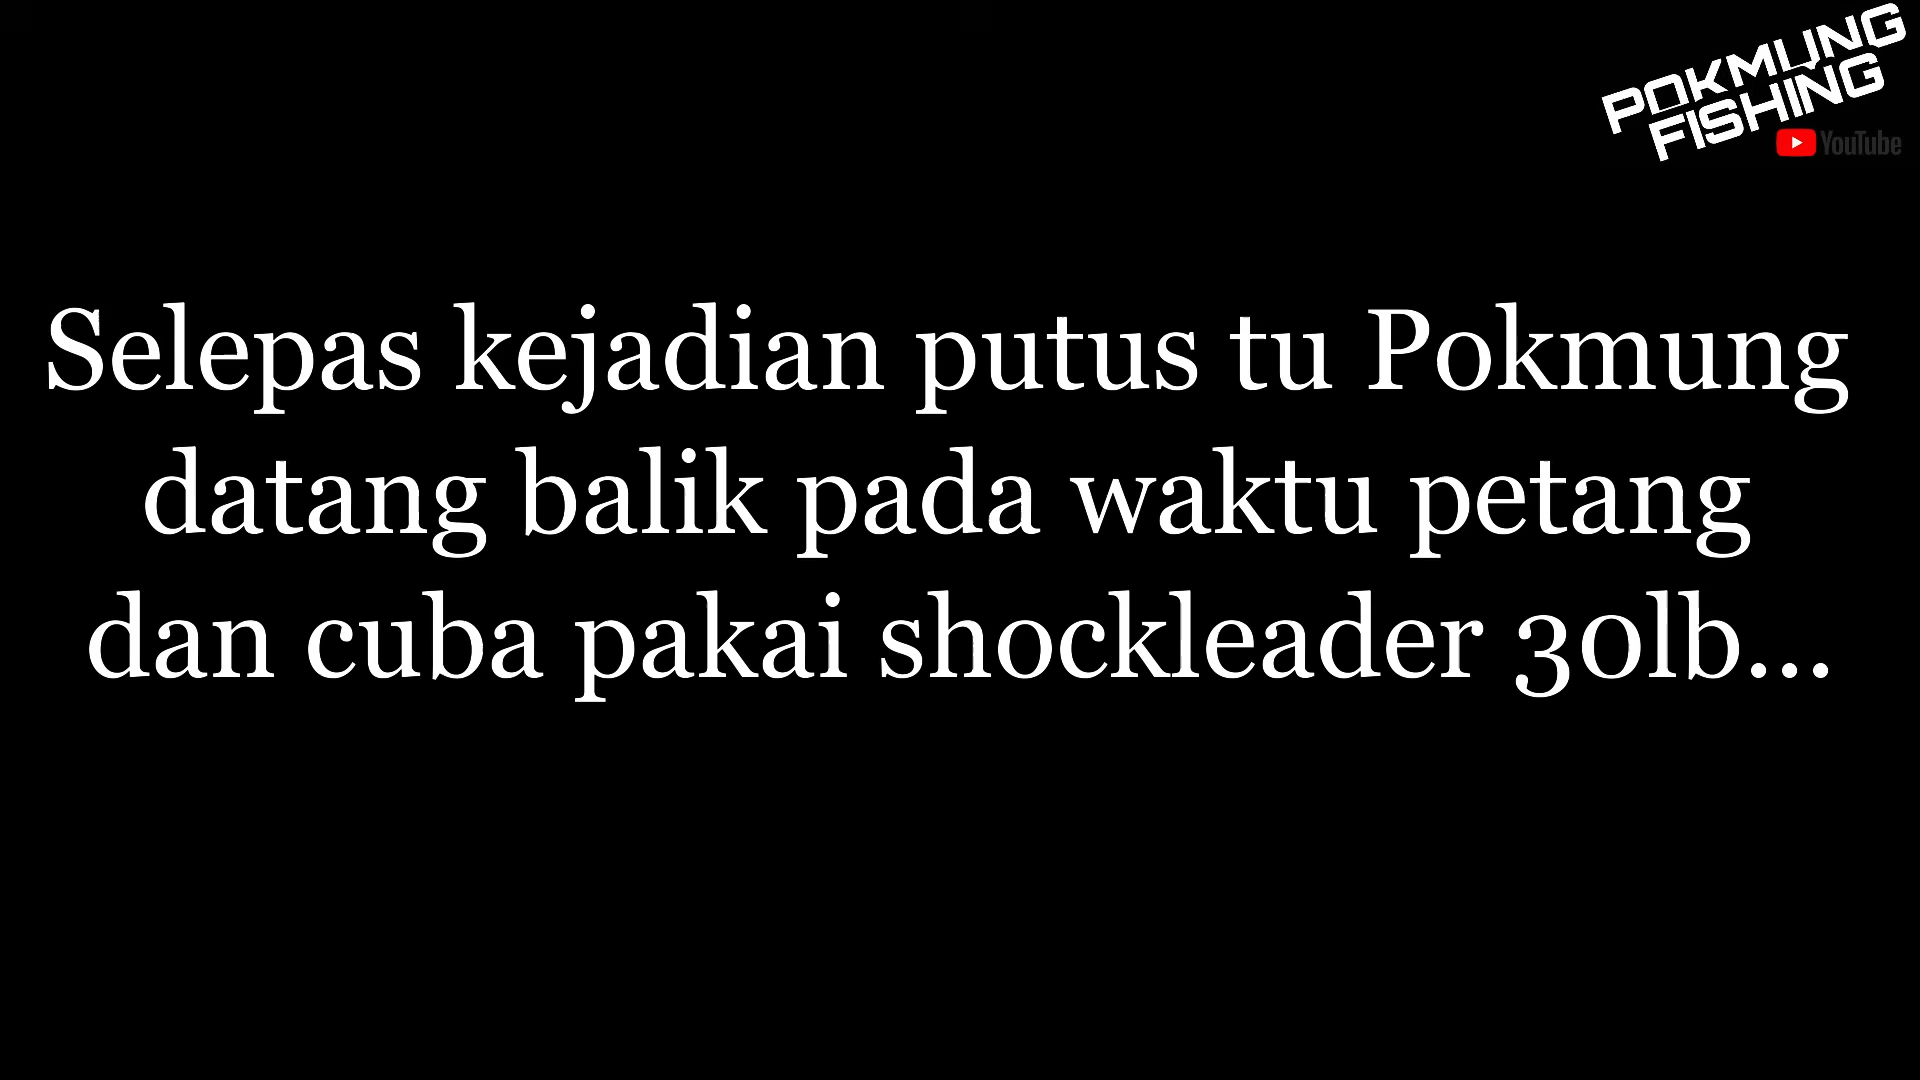 POKMUNG
FISHING
YouTube
Selepas kejadian putus tu Pokmung
datang balik pada waktu petang
dan cuba pakai shockleader 30lb...